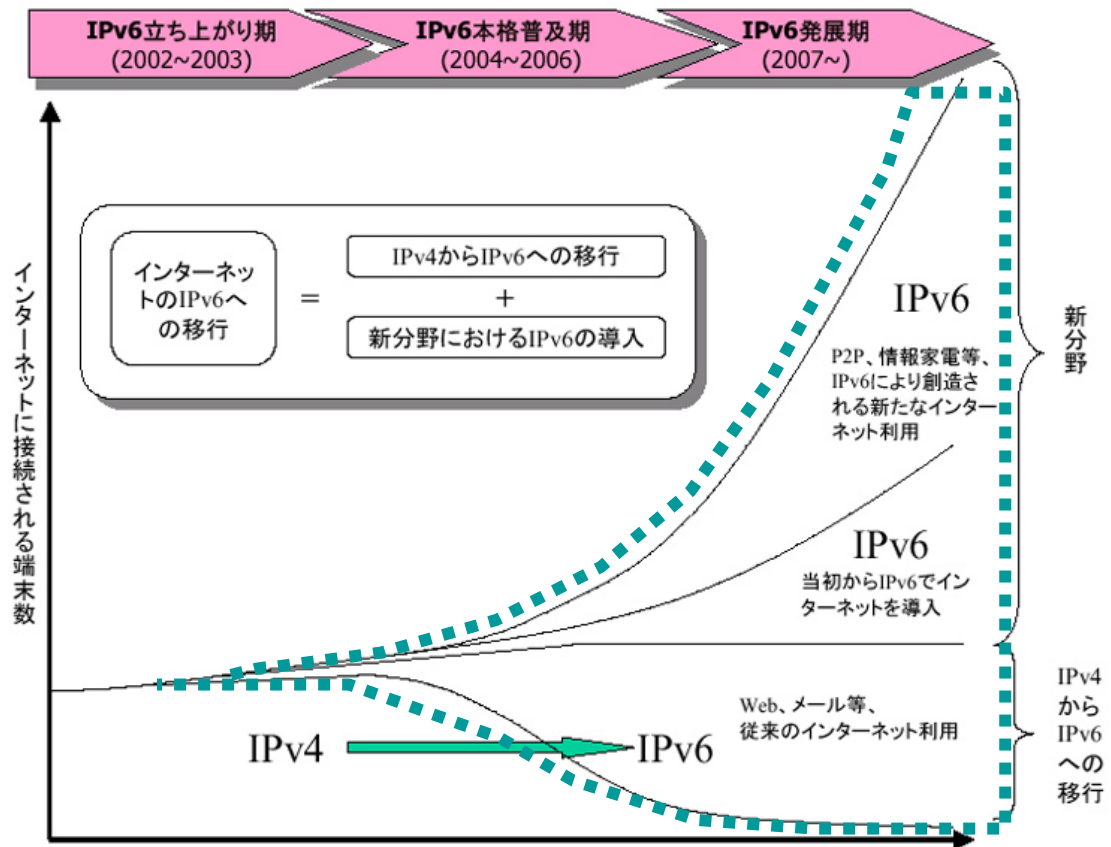 IPv6立ち上がり期
(2002~2003)
IPv6本格普及期
(2004~2006)
IPv6発展期
(2007~)
インターネットに接続される端末数
インターネッ
トのIPv6へ
の移行
=
IPv4からIPv6への移行
+
新分野におけるIPv6の導入
IPv6
P2P、情報家電等、
IPv6により創造さ
れる新たなインター
ネット利用
新分野
IPv6
当初からIPv6でイン
ターネットを導入
Web、メール等、
従来のインターネット利用
IPv4
IPv6
IPv4
から
IPv6
への
移行